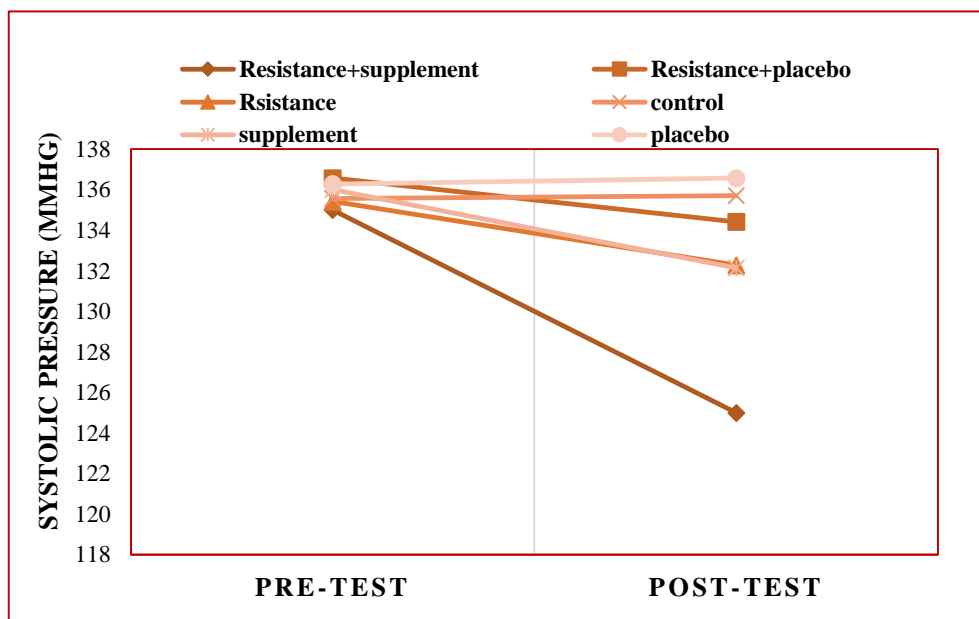 Resistance+supplement Resistance+placebo
Rsistance control
supplement placebo
SYSTOLIC PRESSURE (MMHG)
138
136
134
132
130
128
126
124
122
120
118
PRE-TEST POST-TEST